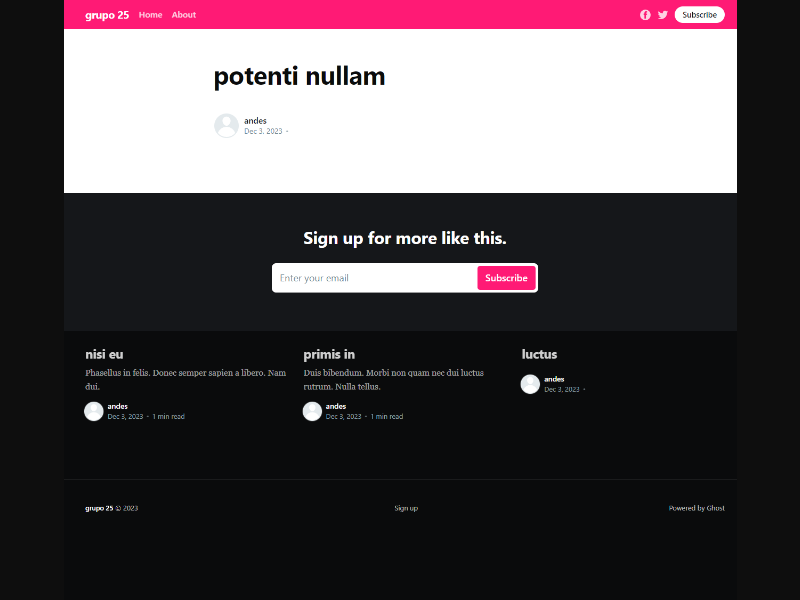 grupo 25 Home About Subscribe
potenti nullam
andes
Dec 3, 2023 •
Sign up for more like this.
Enter your email Subscribe
nisi eu
Phasellus in felis. Donec semper sapien a libero. Nam
dui.
andes
Dec 3, 2023 • 1 min read
primis in
Duis bibendum. Morbi non quam nec dui luctus
rutrum. Nulla tellus.
andes
Dec 3, 2023 • 1 min read
luctus
andes
Dec 3, 2023 •
grupo 25 © 2023 Sign up Powered by Ghost